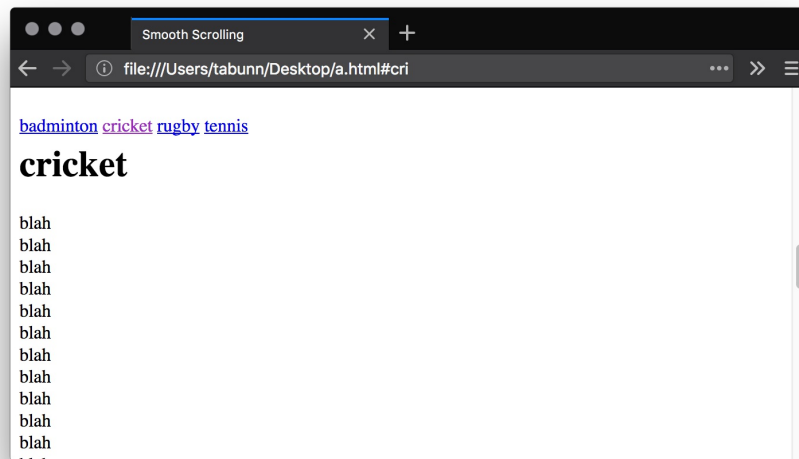 Smooth Scrolling
file:///Users/tabunn/Desktop/a.html#cri
badminton cricket rugby tennis
cricket
blah
blah
blah
blah
blah
blah
blah
blah
blah
blah
blah